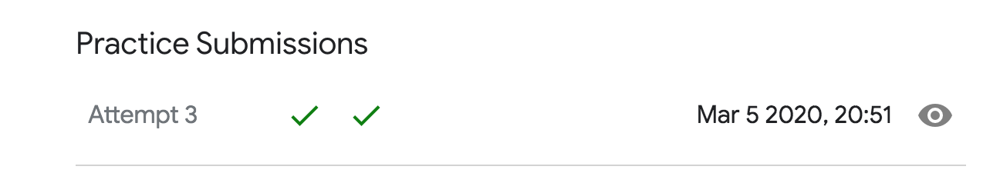 Practice Submissions
Attempt 3 Mar 5 2020, 20:51